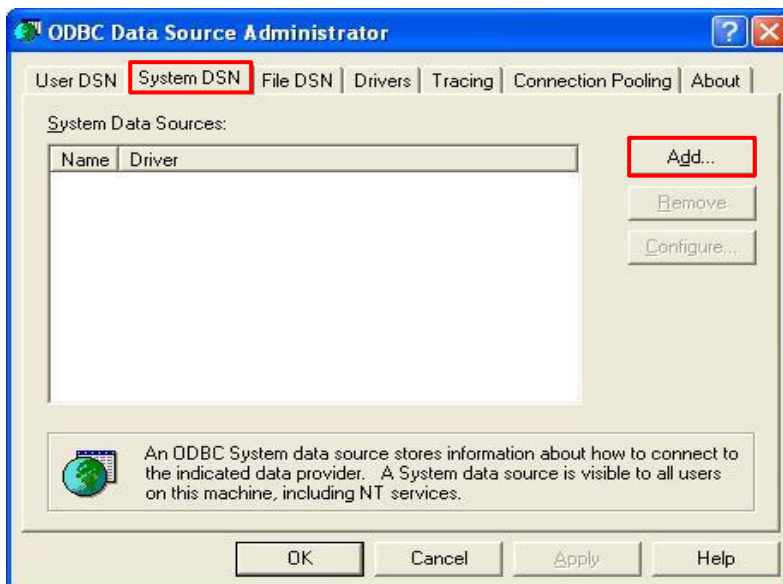 ODBC Data Source Administrator
User DSN System DSN File DSN Drivers Tracing Connection Pooling About
System Data Sources:
Name Driver
Add...
Remove
Configure...
An ODBC System data source stores information about how to connect to
the indicated data provider. A System data source is visible to all users
on this machine, including NT services.
OK Cancel Apply Help